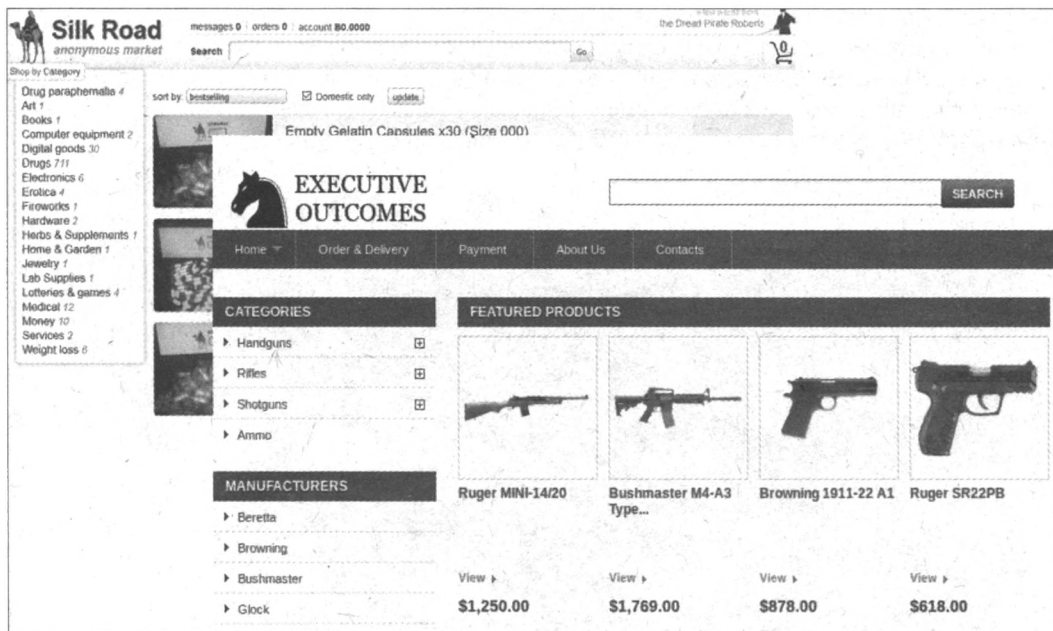 Silk Road
anonymous market
messages 0 | orders 0 | account ฿0.0000
the Dread Pirate Roberts
Search
Go
0
Shop by Category
Drug paraphernalia 4
Art 1
Books 1
Computer equipment 2
Digital goods 30
Drugs 711
Electronics 6
Erotica 4
Fireworks 1
Hardware 2
Herbs & Supplements 1
Home & Garden 1
Jewelry 1
Lab Supplies 1
Lotteries & games 4
Medical 12
Money 10
Services 2
Weight loss 6
sort by: bestselling Domestic only update
Empty Gelatin Capsules x30 (Size 000)
EXECUTIVE
OUTCOMES
SEARCH
Home Order & Delivery Payment About Us Contacts
CATEGORIES
Handguns
Rifles
Shotguns
Ammo
MANUFACTURERS
Beretta
Browning
Bushmaster
Glock
FEATURED PRODUCTS
Ruger MINI-14/20
View
$1,250.00
Bushmaster M4-A3
Type...
View
$1,769.00
Browning 1911-22 A1
View
$878.00
Ruger SR22PB
View
$618.00